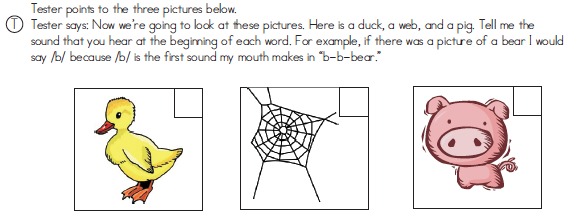 Tester points to the three pictures below.
T Tester says: Now we're going to look at these pictures. Here is a duck, a web, and a pig. Tell me the
sound that you hear at the beginning of each word. For example, if there was a picture of a bear I would
say /b/ because /b/ is the first sound my mouth makes in "b-b-bear."